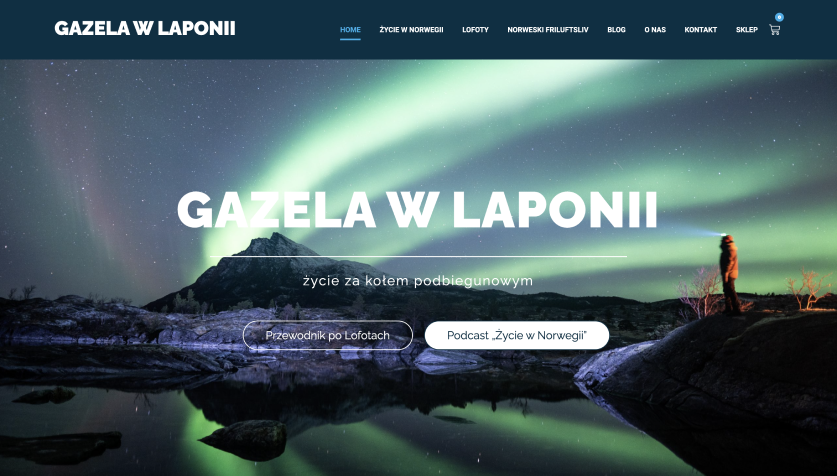 GAZELA W LAPONII
HOME ŻYCIE W NORWEGII LOFOTY NORWESKI FRILUFTSLIV BLOG O NAS KONTAKT SKLEP 0
GAZELA W LAPONII
życie za kołem podbiegunowym
Przewodnik po Lofotach
Podcast „Życie w Norwegii”